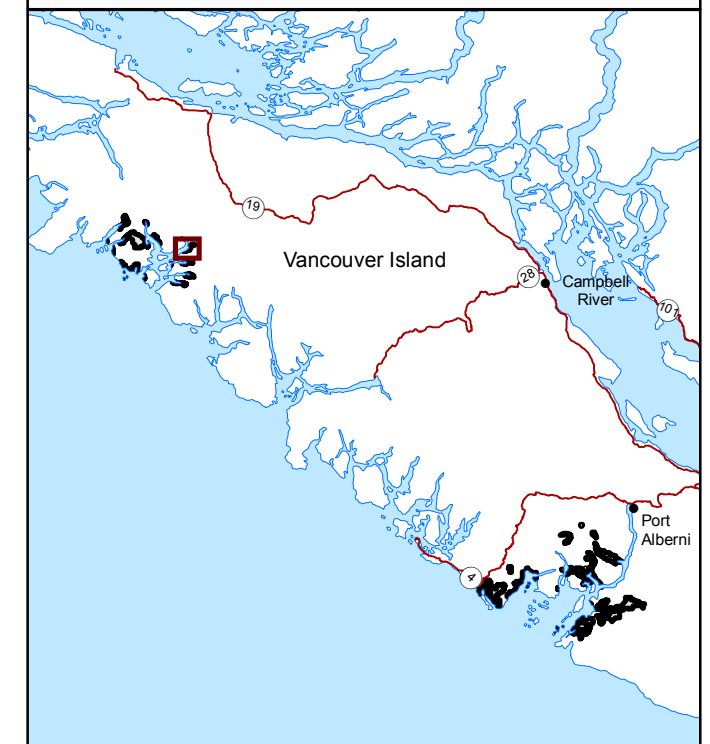 19
Vancouver Island
28
Campbell
River
101
Port
Alberni
4